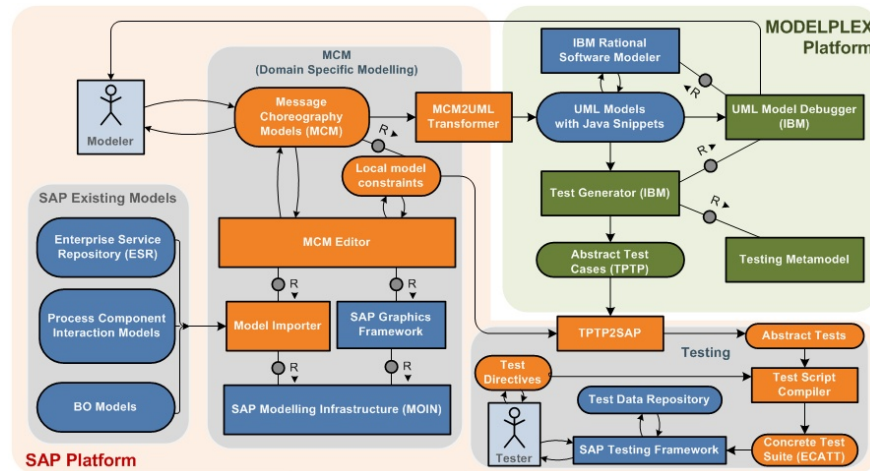 MODELPLEX
Platform
MCM
(Domain Specific Modelling)
IBM Rational
Software Modeler
R
Modeler
Message
Choreography
Models (MCM)
MCM2UML
Transformer
UML Models
with Java Snippets
UML Model Debugger
(IBM)
R
R
Local model
constraints
SAP Existing Models
Test Generator (IBM)
R
Enterprise Service
Repository (ESR)
MCM Editor
Abstract Test
Cases (TPTP)
Testing Metamodel
R
R
Process Component
Interaction Models
Model Importer
SAP Graphics
Framework
TPTP2SAP
Abstract Tests
Testing
R
R
Test
Directives
Test Script
Compiler
BO Models
SAP Modelling Infrastructure (MOIN)
Test Data Repository
Tester
SAP Testing Framework
Concrete Test
Suite (ECATT)
SAP Platform